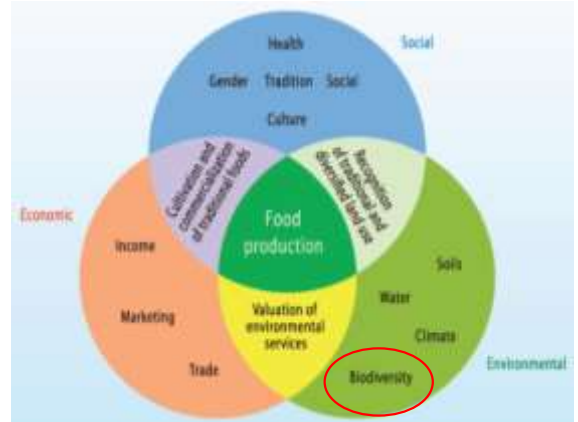 Health
Social
Gender Tradition Social
Culture
Cultivation and
commercialization
of traditional foods
Recognition
of traditional and
diversified land use
Economic
Food
production
Income
Soils
Water
Marketing
Valuation of
environmental
services
Climate
Trade
Biodiversity
Environmental